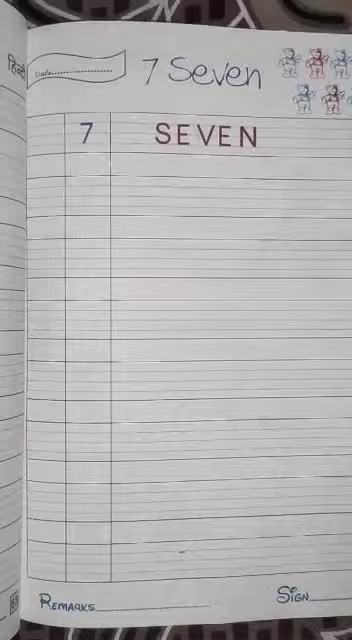 हिन्दी
Date
7 Seven
7 SEVEN
REMARKS
SIGN.